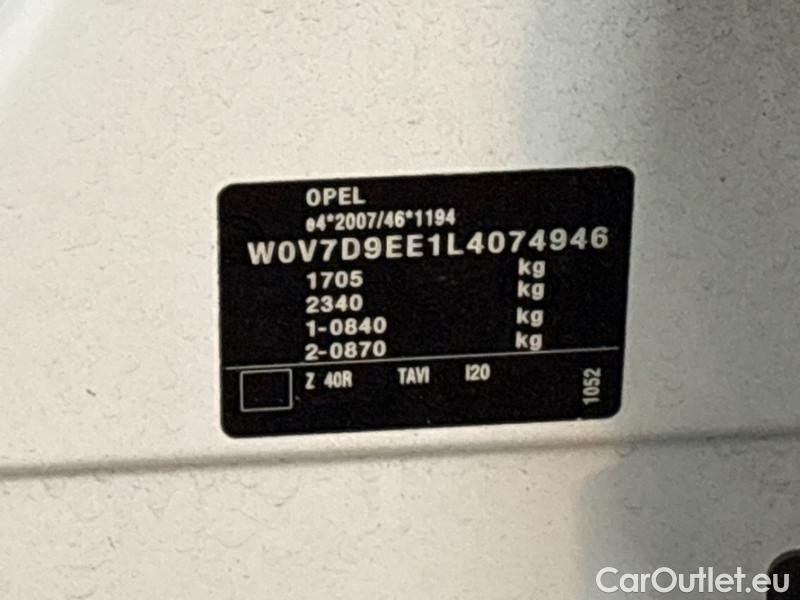 OPEL
e4*2007/46*1194
W0V7D9EE1L4074946
1705 kg
2340 kg
1-0840 kg
2-0870 kg
Z 40R TAVI I20
1052
CarOutlet.eu